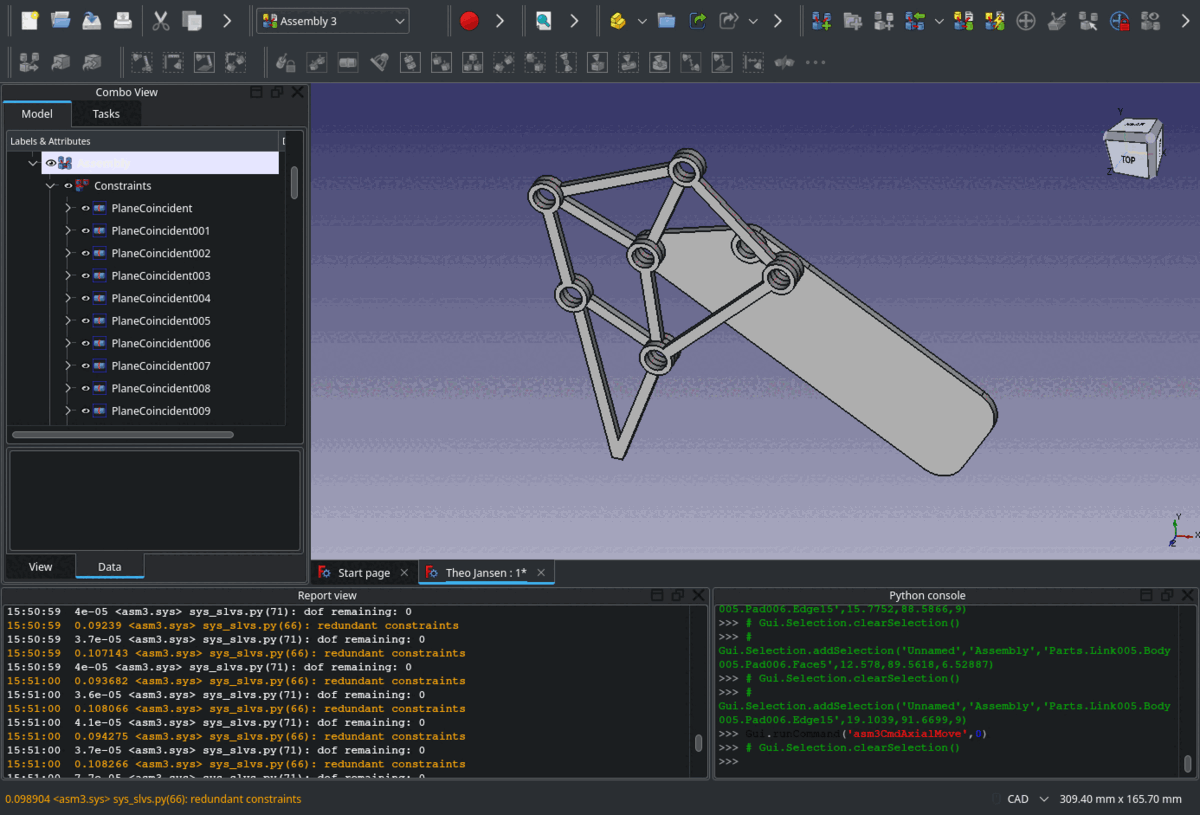 Assembly 3
Combo View
Model
Tasks
Labels & Attributes
Constraints
PlaneCoincident
PlaneCoincident001
PlaneCoincident002
PlaneCoincident003
PlaneCoincident004
PlaneCoincident005
PlaneCoincident006
PlaneCoincident007
PlaneCoincident008
PlaneCoincident009
View
Data
Y
TOP
X
Z
Y
X
Z
Start page
Theo Jansen : 1*
Report view
15:50:59 4e-05 <asm3.sys> sys_slvs.py(71): dof remaining: 0
15:50:59 0.09239 <asm3.sys> sys_slvs.py(66): redundant constraints
15:50:59 3.7e-05 <asm3.sys> sys_slvs.py(71): dof remaining: 0
15:50:59 0.107143 <asm3.sys> sys_slvs.py(66): redundant constraints
15:50:59 4e-05 <asm3.sys> sys_slvs.py(71): dof remaining: 0
15:51:00 0.093682 <asm3.sys> sys_slvs.py(66): redundant constraints
15:51:00 3.6e-05 <asm3.sys> sys_slvs.py(71): dof remaining: 0
15:51:00 0.108066 <asm3.sys> sys_slvs.py(66): redundant constraints
15:51:00 4.1e-05 <asm3.sys> sys_slvs.py(71): dof remaining: 0
15:51:00 0.094275 <asm3.sys> sys_slvs.py(66): redundant constraints
15:51:00 3.7e-05 <asm3.sys> sys_slvs.py(71): dof remaining: 0
15:51:00 0.108266 <asm3.sys> sys_slvs.py(66): redundant constraints
Python console
005.Pad006.Edge15',15.7752,88.5866,9)
>>> # Gui.Selection.clearSelection()
>>> #
Gui.Selection.addSelection('Unnamed','Assembly','Parts.Link005.Body
005.Pad006.Face5',12.578,89.5618,6.52887)
>>> # Gui.Selection.clearSelection()
>>> #
Gui.Selection.addSelection('Unnamed','Assembly','Parts.Link005.Body
005.Pad006.Edge15',19.1039,91.6699,9)
>>> Gui.runCommand('asm3CmdAxialMove',0)
>>> # Gui.Selection.clearSelection()
>>>
0.098904 <asm3.sys> sys_slvs.py(66): redundant constraints
CAD
309.40 mm x 165.70 mm